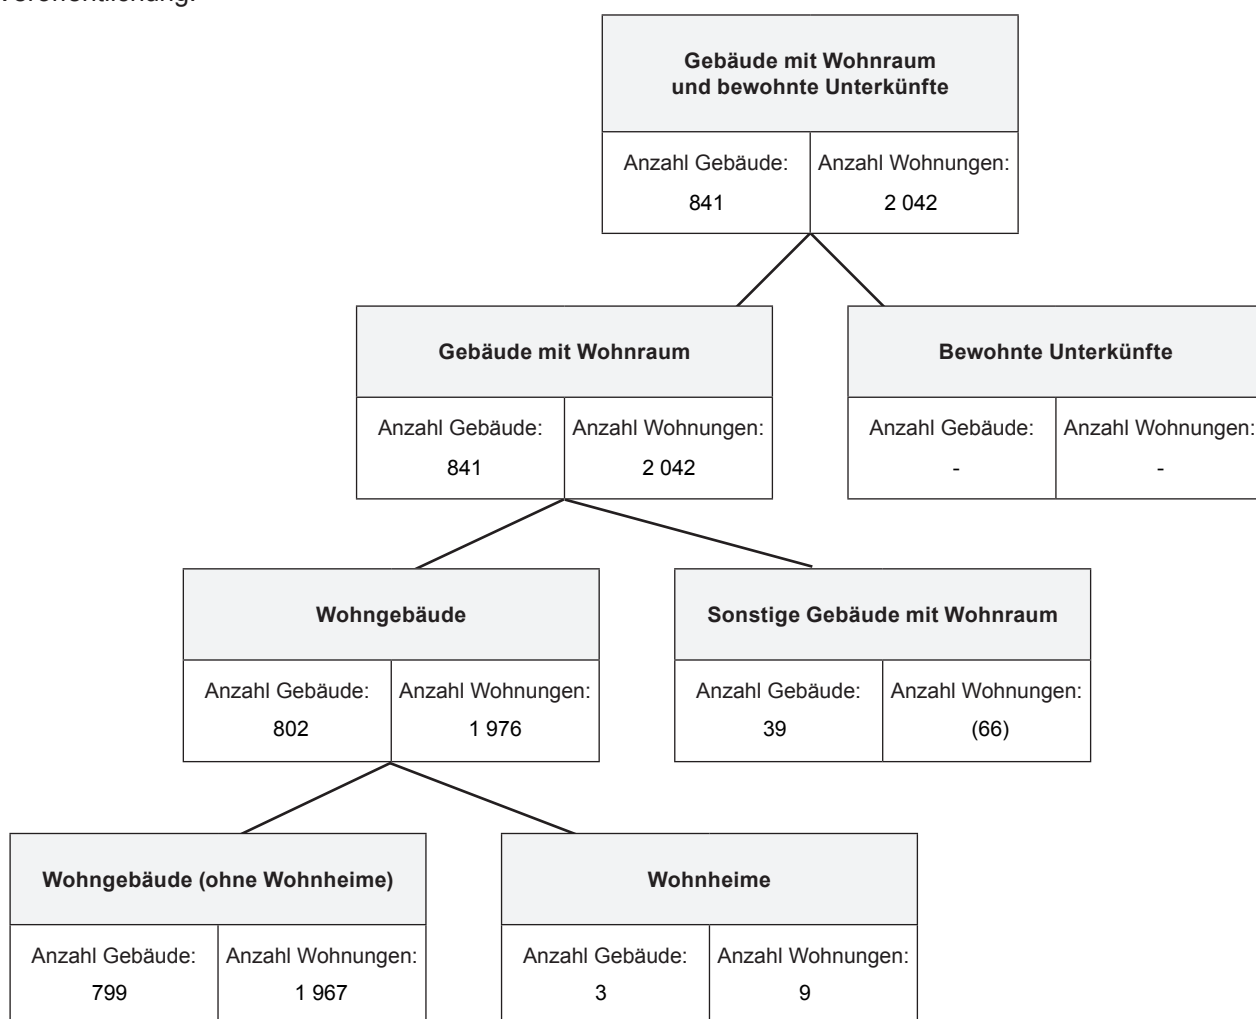 Gebäude mit Wohnraum
und bewohnte Unterkünfte
Anzahl Gebäude: Anzahl Wohnungen:
841 2 042
Gebäude mit Wohnraum Bewohnte Unterkünfte
Anzahl Gebäude: Anzahl Wohnungen: Anzahl Gebäude: Anzahl Wohnungen:
841 2 042 - -
Wohngebäude Sonstige Gebäude mit Wohnraum
Anzahl Gebäude: Anzahl Wohnungen: Anzahl Gebäude: Anzahl Wohnungen:
802 1 976 39 (66)
Wohngebäude (ohne Wohnheime) Wohnheime
Anzahl Gebäude: Anzahl Wohnungen: Anzahl Gebäude: Anzahl Wohnungen:
799 1 967 3 9